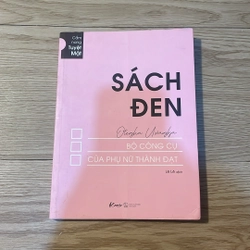 Cẩm nang
Tuyệt
Mật
SÁCH
ĐEN
BỘ CÔNG CỤ
CỦA PHỤ NỮ THÀNH ĐẠT